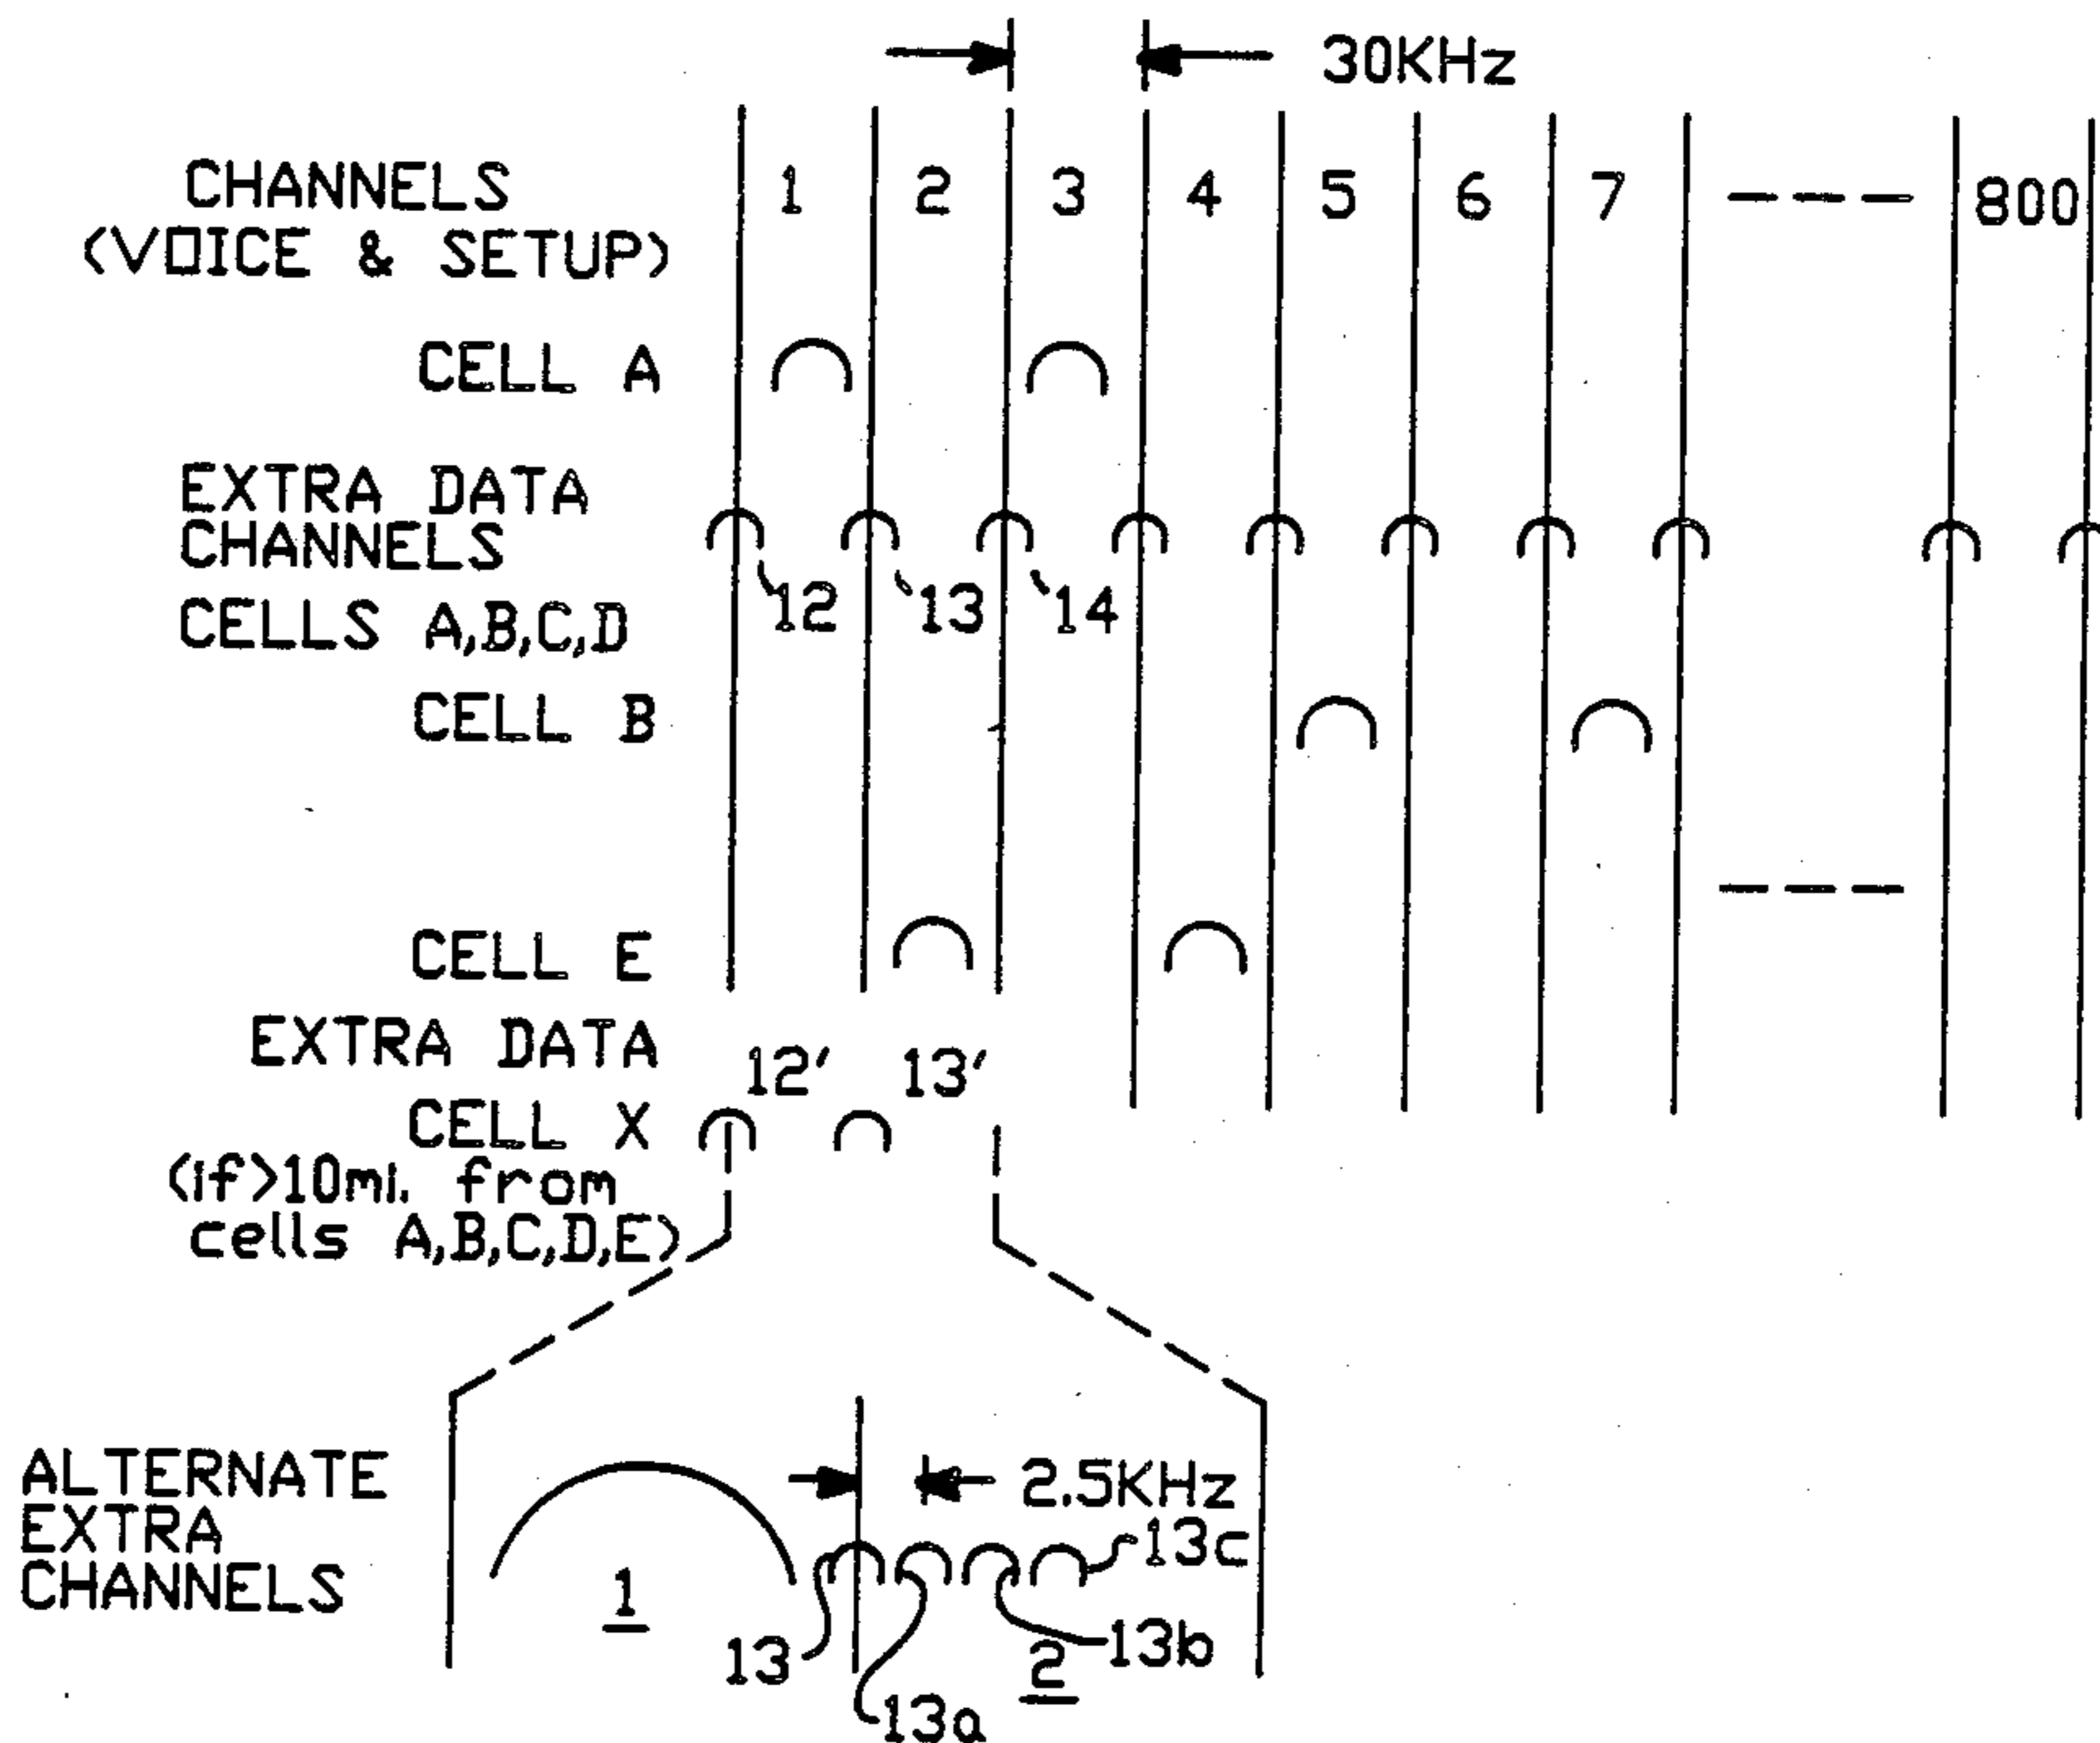 30KHz
CHANNELS 1 2 3 4 5 6 7 --- 800
(VOICE & SETUP)
CELL A
EXTRA DATA
CHANNELS
12 13 14
CELLS A,B,C,D
CELL B
---
CELL E
EXTRA DATA
12' 13'
CELL X
(if>10mi. from
cells A,B,C,D,E)
ALTERNATE
EXTRA
CHANNELS
2.5KHz
13c
1
13
13b
2
13a